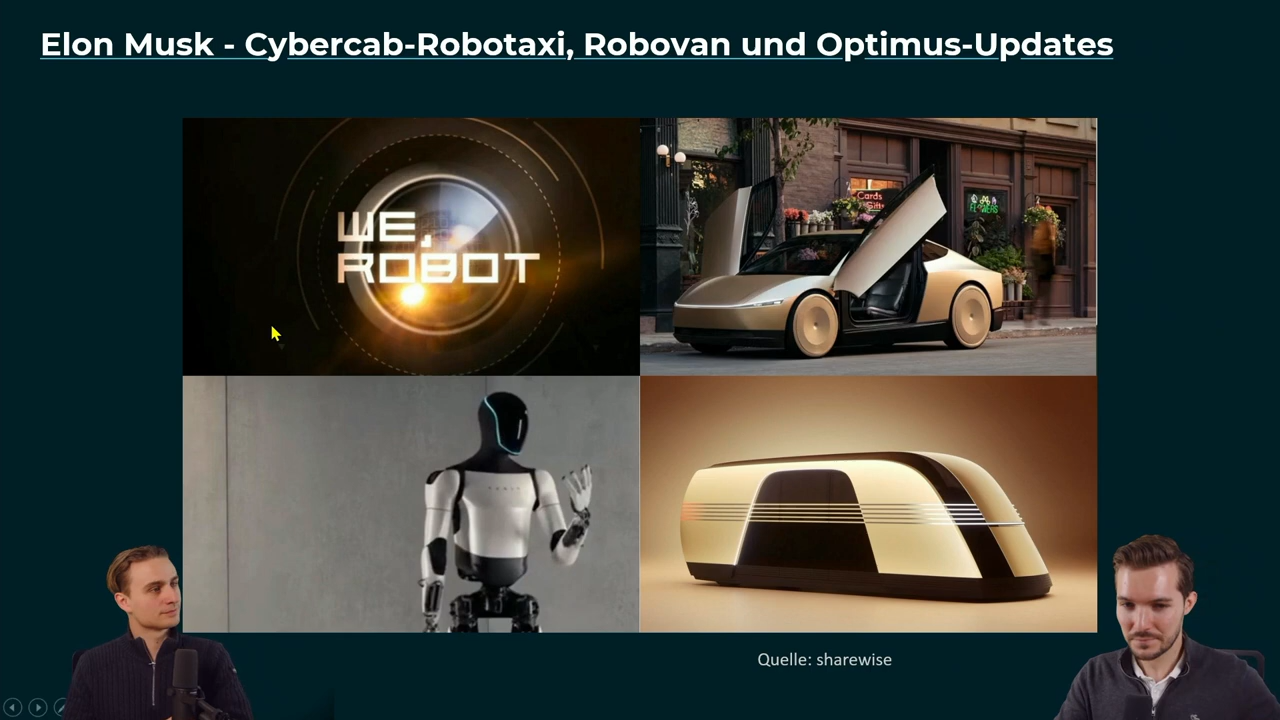 Elon Musk - Cybercab-Robotaxi, Robovan und Optimus-Updates
WE,
ROBOT
Cards
Gifts
FLOWERS
Quelle: sharewise